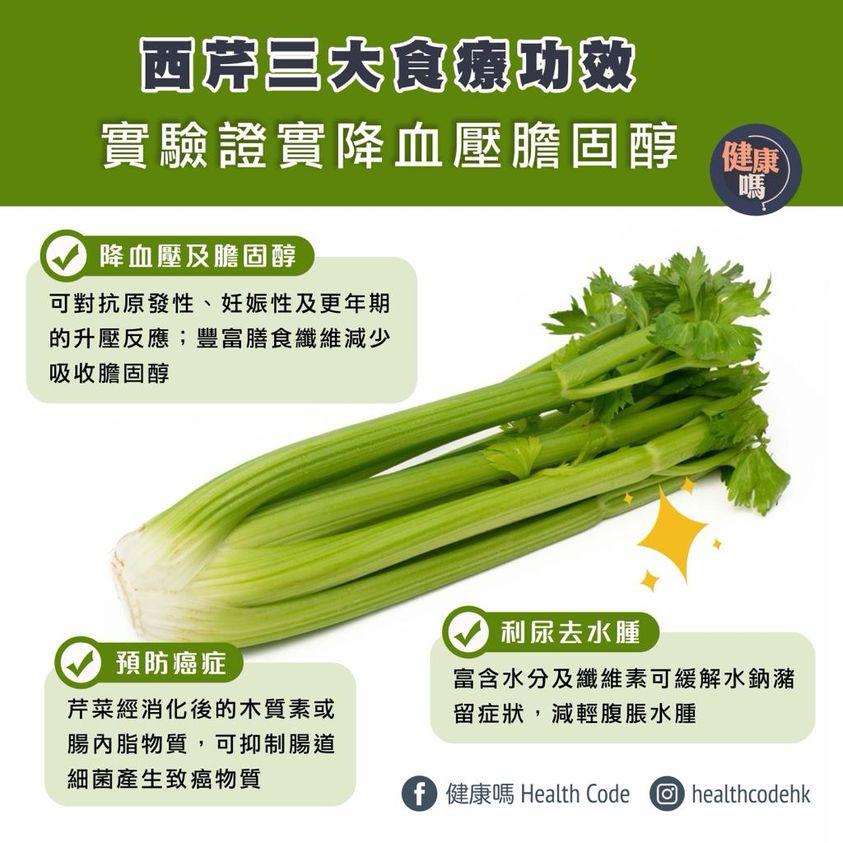 西芹三大食療功效
實驗證實降血壓膽固醇
健康
嗎
降血壓及膽固醇
可對抗原發性、妊娠性及更年期
的升壓反應；豐富膳食纖維減少
吸收膽固醇
預防癌症
芹菜經消化後的木質素或
腸內脂物質，可抑制腸道
細菌產生致癌物質
利尿去水腫
富含水分及纖維素可緩解水鈉瀦
留症狀，減輕腹脹水腫
健康嗎 Health Code
healthcodehk